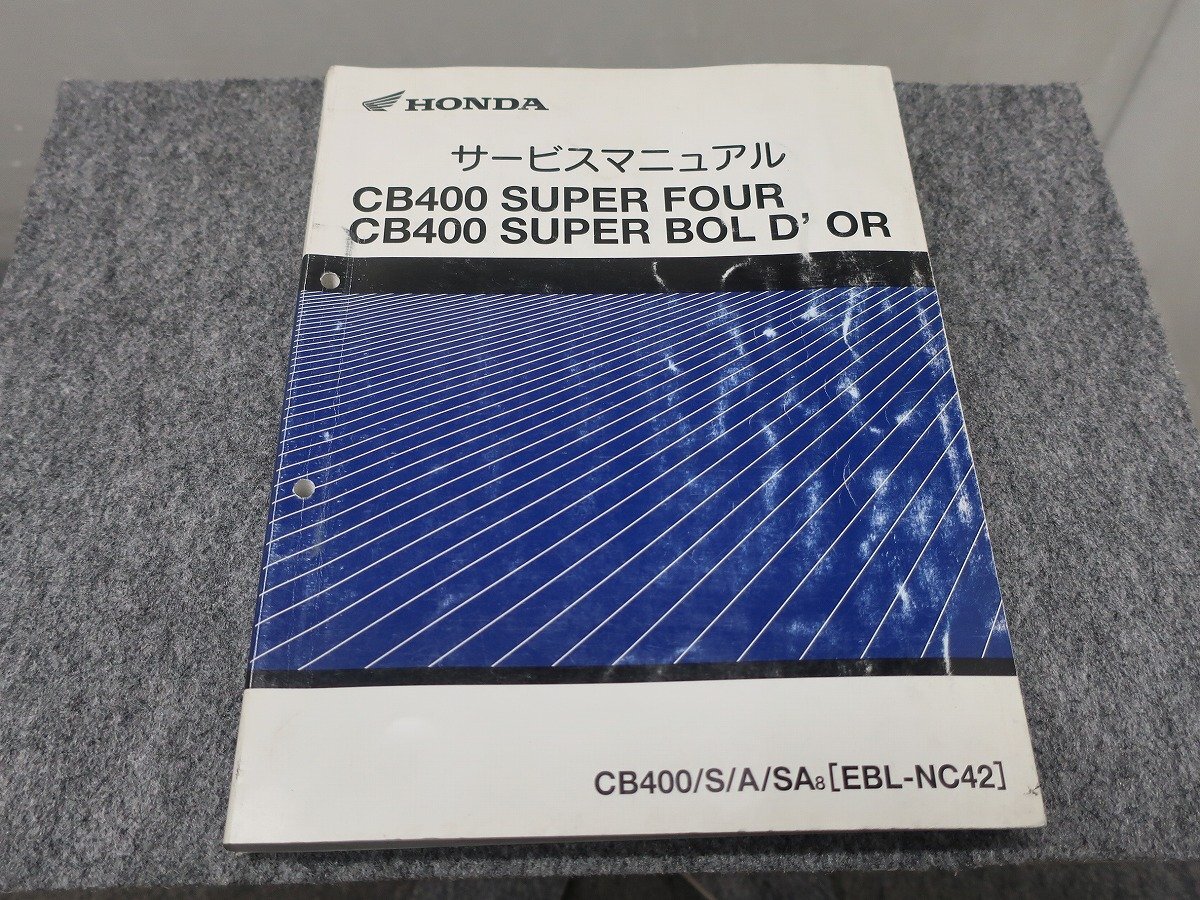 HONDA
サービスマニュアル
CB400 SUPER FOUR
CB400 SUPER BOL D' OR
CB400/S/A/SA8［EBL-NC42］